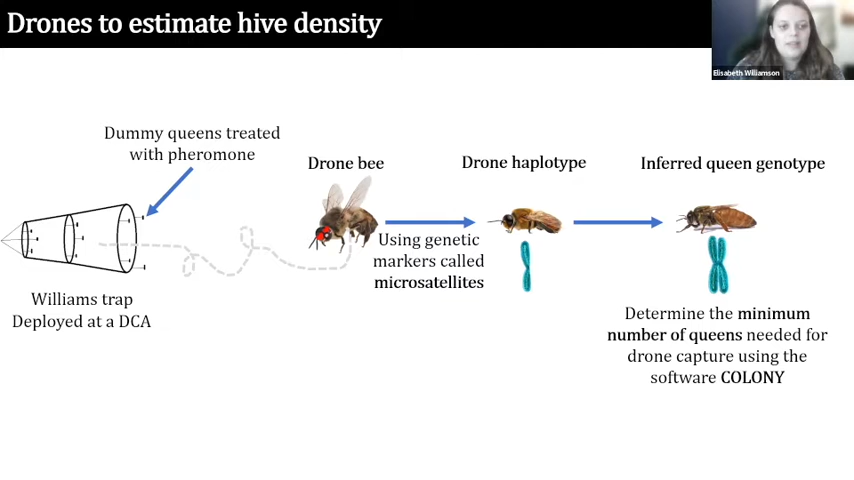 Drones to estimate hive density
Elisabeth Williamson
Dummy queens treated
with pheromone
Drone bee
Drone haplotype
Inferred queen genotype
Using genetic
markers called
microsatellites
Williams trap
Deployed at a DCA
Determine the minimum
number of queens needed for
drone capture using the
software COLONY